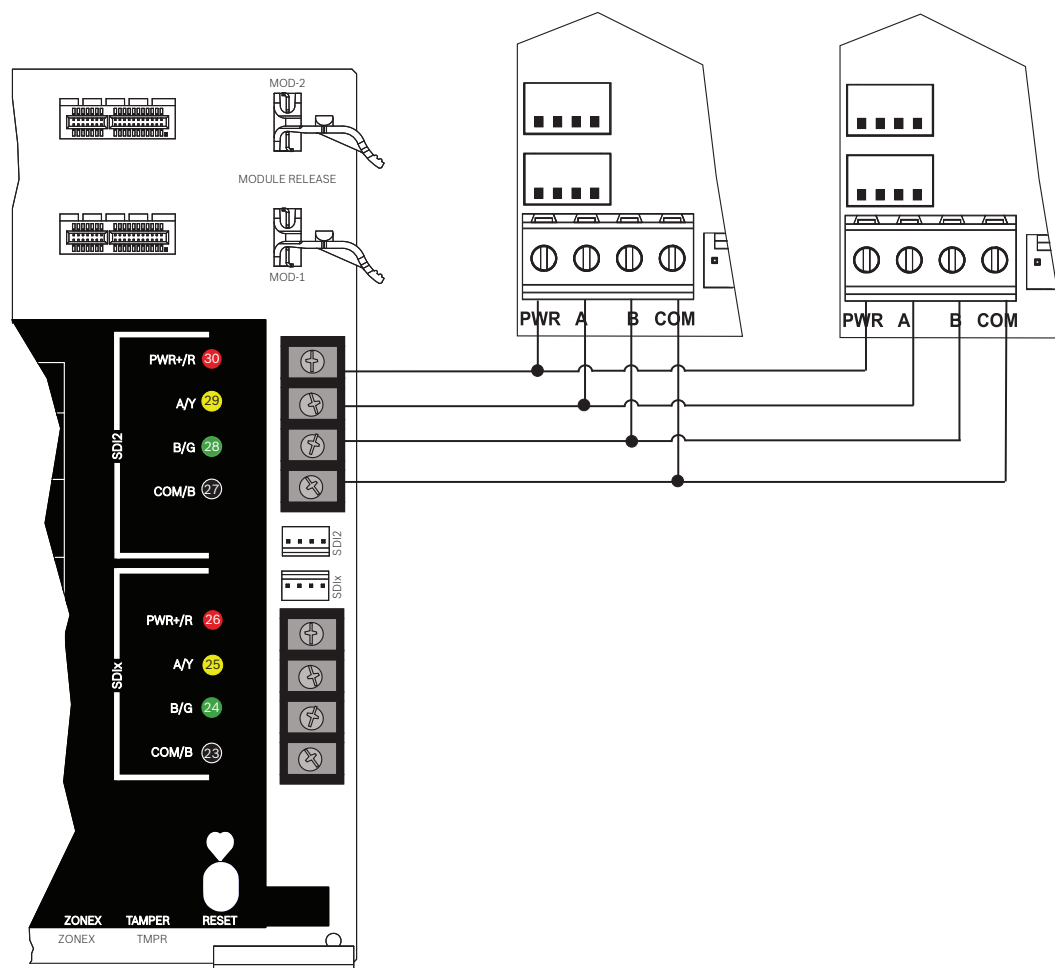 MOD-2
MODULE RELEASE
MOD-1
PWR A B COM
PWR A B COM
SDI2
PWR+/R 30
A/Y 29
B/G 28
COM/B 27
SDI2
SDIx
SDIx
PWR+/R 26
A/Y 25
B/G 24
COM/B 23
ZONEX TAMPER RESET
ZONEX TMPR